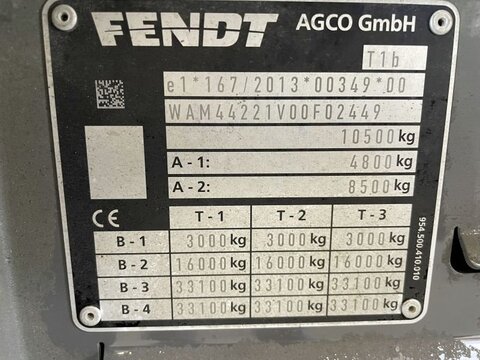 FENDT AGCO GmbH
T1b
e1*167/2013*00349*00
WAM44221V00F02449
10500 kg
A - 1: 4800 kg
A - 2: 8500 kg
CE T - 1 T - 2 T - 3
B - 1 3000 kg 3000 kg 3000 kg
B - 2 16000 kg 16000 kg 16000 kg
B - 3 33100 kg 33100 kg 33100 kg
B - 4 33100 kg 33100 kg 33100 kg
954.500.410.010